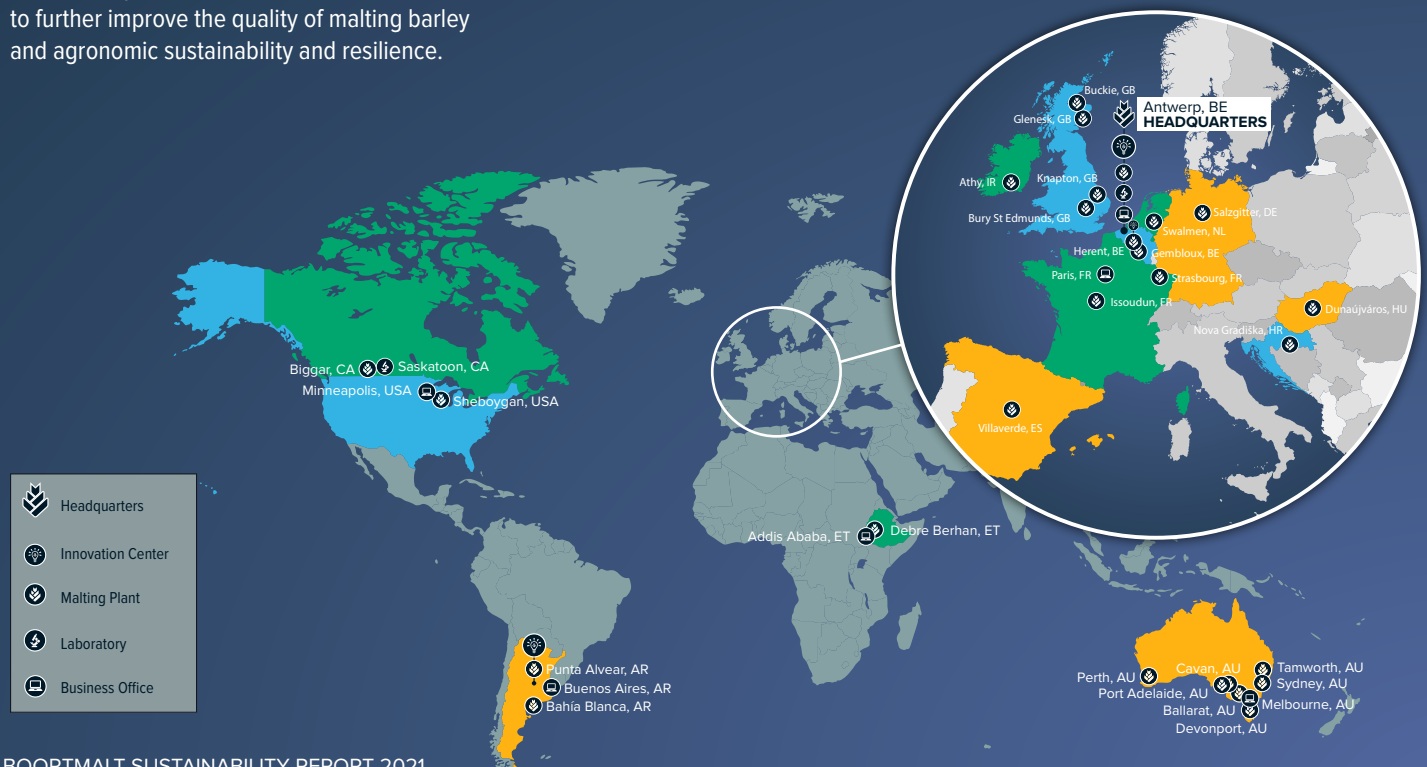 to further improve the quality of malting barley
and agronomic sustainability and resilience.
Buckie, GB
Antwerp, BE
HEADQUARTERS
Glenesk, GB
Athy, IR
Knapton, GB
Bury St Edmunds, GB
Salzgitter, DE
Swalmen, NL
Herent, BE
Gembloux, BE
Paris, FR
Strasbourg, FR
Issoudun, FR
Dunaújváros, HU
Nova Gradiška, HR
Villaverde, ES
Biggar, CA
Saskatoon, CA
Minneapolis, USA
Sheboygan, USA
Headquarters
Innovation Center
Malting Plant
Laboratory
Business Office
Addis Ababa, ET
Debre Berhan, ET
Punta Alvear, AR
Buenos Aires, AR
Bahía Blanca, AR
Perth, AU
Cavan, AU
Tamworth, AU
Sydney, AU
Port Adelaide, AU
Melbourne, AU
Ballarat, AU
Devonport, AU
BOORTMALT SUSTAINABILITY REPORT 2021